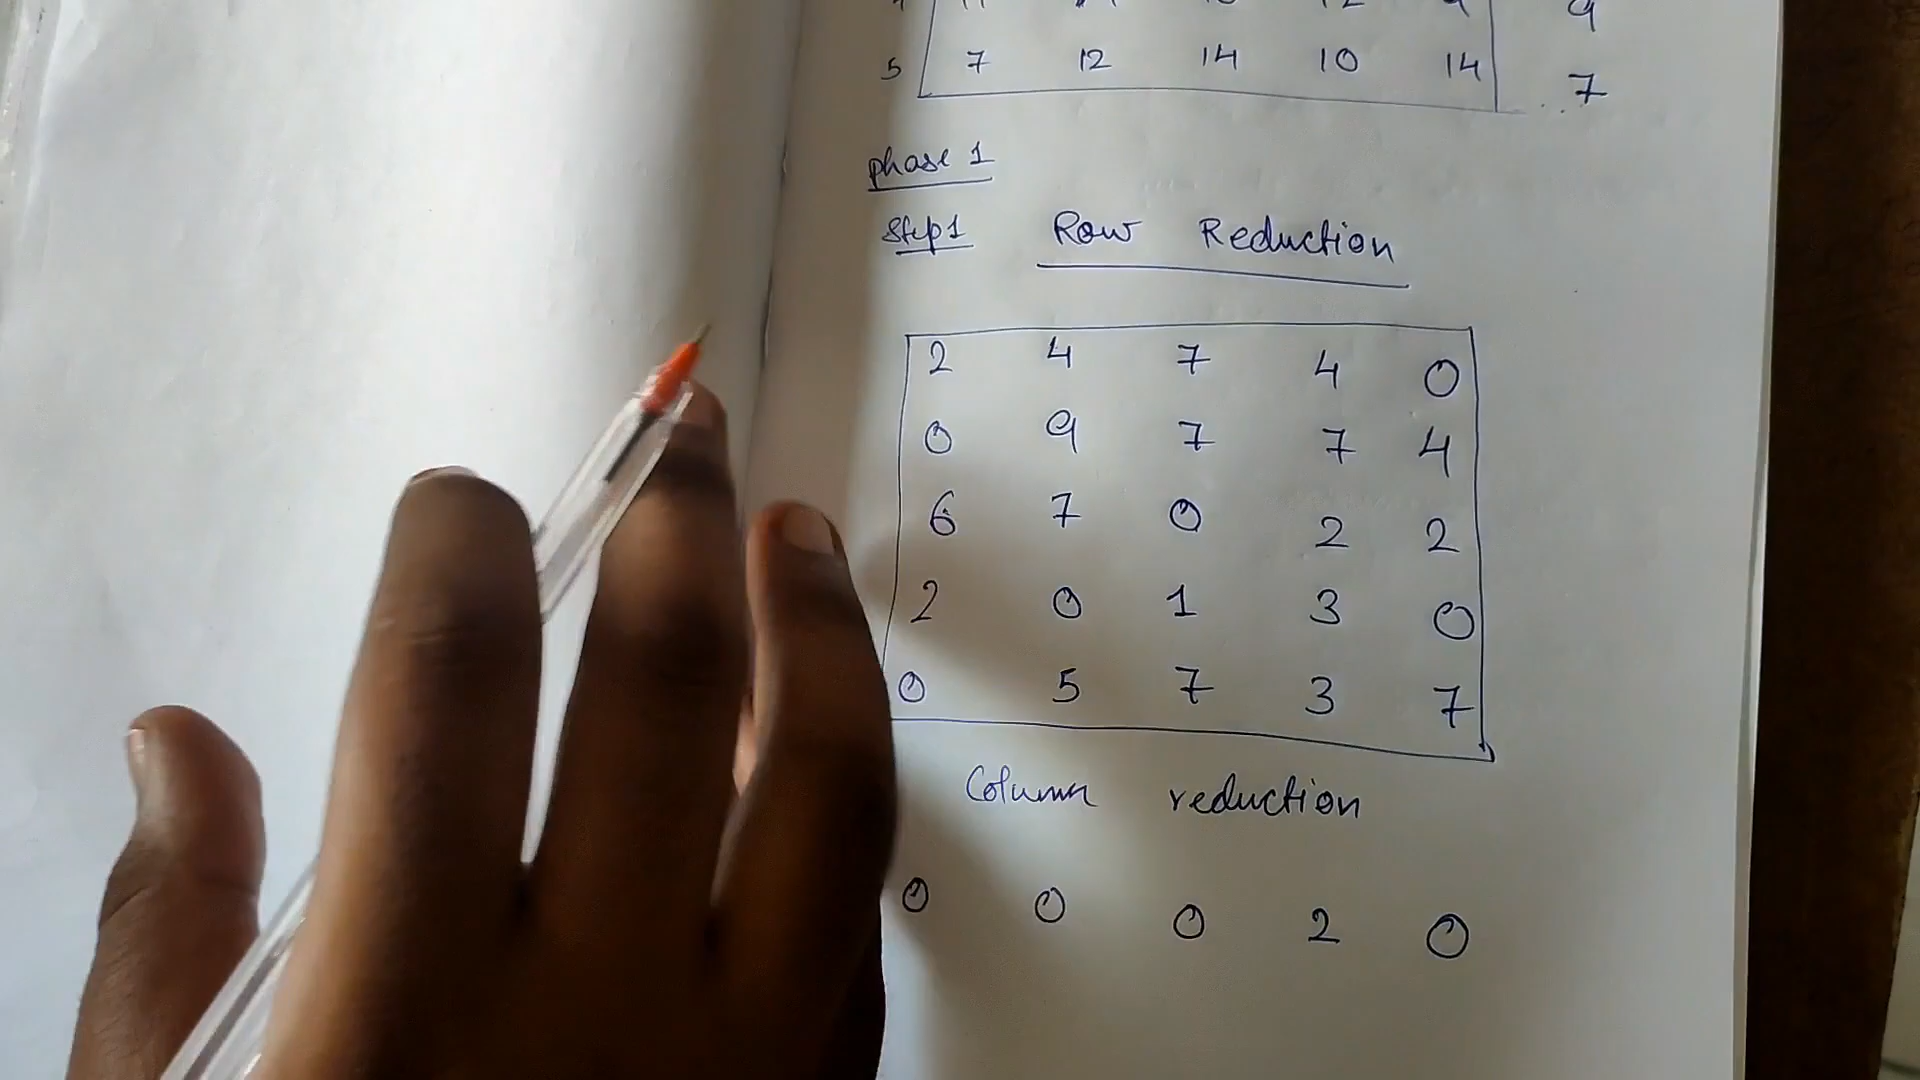 9
5 7 12 14 10 14 7
phase 1
Step1 Row Reduction
2 4 7 4 0
0 9 7 7 4
6 7 0 2 2
2 0 1 3 0
0 5 7 3 7
Column reduction
0 0 0 2 0